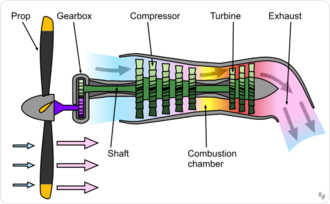 Prop
Gearbox
Compressor
Turbine
Exhaust
Shaft
Combustion
chamber